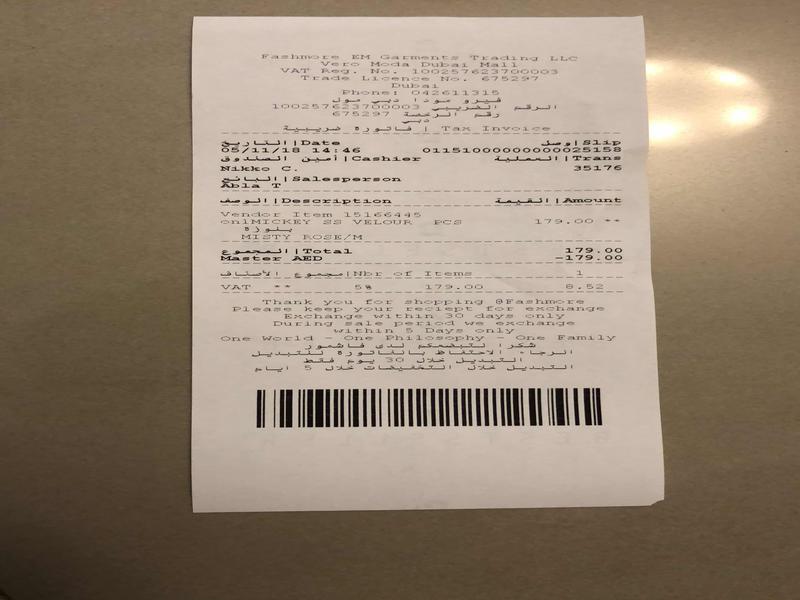 Fashmore EM Garments Trading LLC
Vero Moda Dubai Mall
VAT Reg. No. 100257623700003
Trade Licence No. 675297
Dubai
Phone: 042611315
فيرو مودا دبي مول
الرقم الضريبي 100257623700003
رقم الرخصة 675297
دبي
فاتورة ضريبية | Tax Invoice
التاريخ|Date وصل|Slip
05/11/18 14:46 01151000000000025158
أمين الصندوق|Cashier العملية|Trans
Nikko C. 35176
البائع|Salesperson
Abla T
الوصف|Description القيمة|Amount
Vendor Item 15166445
onlMICKEY SS VELOUR PCS 179.00 **
بلوزة
MISTY ROSE/M
المجموع|Total 179.00
Master AED -179.00
مجموع الأصناف|Nbr of Items 1
VAT ** 5% 179.00 8.52
Thank you for shopping @Fashmore
Please keep your reciept for exchange
Exchange within 30 days only
During sale period we exchange
within 5 Days only
One World - One Philosophy - One Family
شكرا لتبضعكم لدى فاشمور
الرجاء الاحتفاظ بالفاتورة للتبديل
التبديل خلال 30 يوم فقط
التبديل خلال التخفيضات خلال 5 ايام